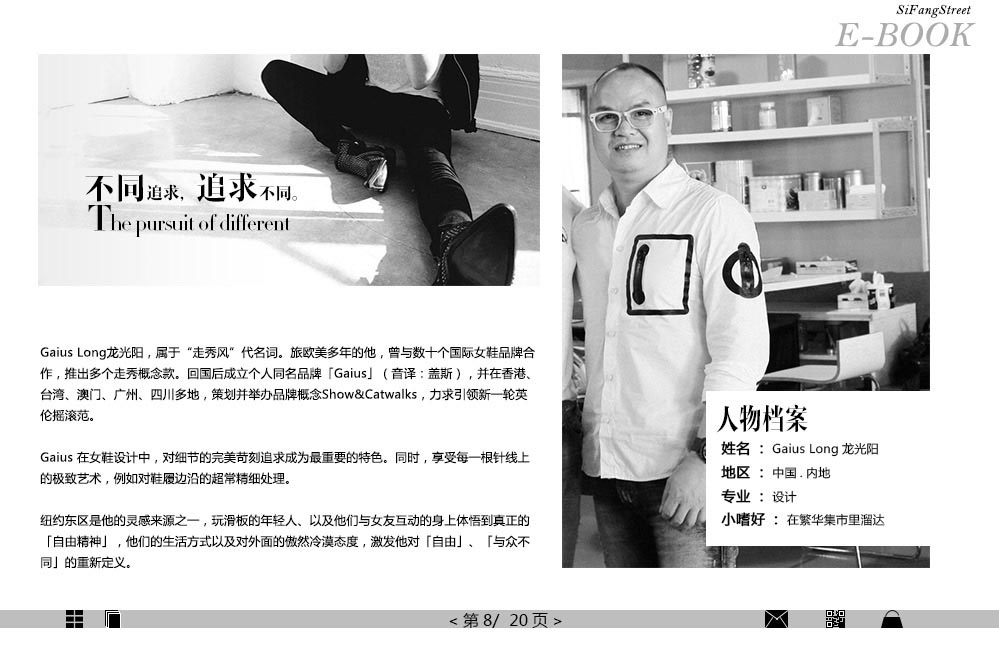 SiFangStreet
E-BOOK
不同追求,追求不同。
The pursuit of different
Gaius Long龙光阳，属于“走秀风”代名词。旅欧美多年的他，曾与数十个国际女鞋品牌合
作，推出多个走秀概念款。回国后成立个人同名品牌「Gaius」（音译：盖斯），并在香港、
台湾、澳门、广州、四川多地，策划并举办品牌概念Show&Catwalks，力求引领新一轮英
伦摇滚范。
Gaius 在女鞋设计中，对细节的完美苛刻追求成为最重要的特色。同时，享受每一根针线上
的极致艺术，例如对鞋履边沿的超常精细处理。
纽约东区是他的灵感来源之一，玩滑板的年轻人、以及他们与女友互动的身上体悟到真正的
「自由精神」，他们的生活方式以及对外面的傲然冷漠态度，激发他对「自由」、「与众不
同」的重新定义。
人物档案
姓名 ： Gaius Long 龙光阳
地区 ： 中国 . 内地
专业 ： 设计
小嗜好 ： 在繁华集市里溜达
< 第 8/ 20 页 >